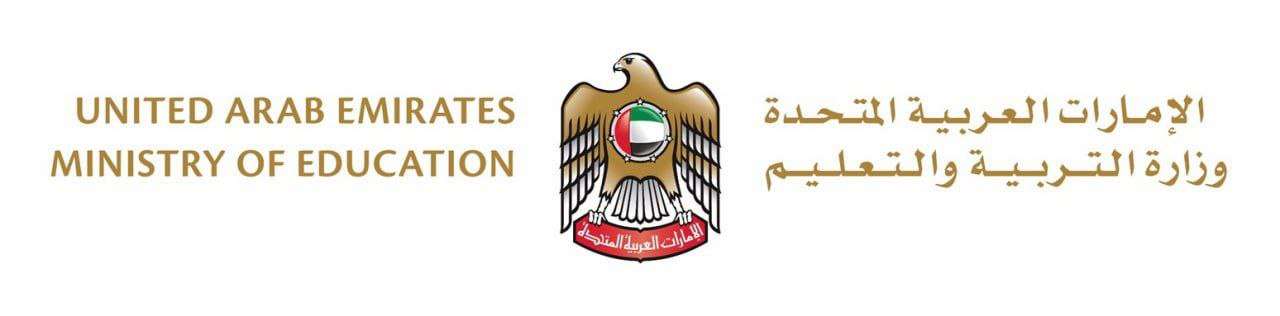 UNITED ARAB EMIRATES
MINISTRY OF EDUCATION
الإمارات العربية المتحدة
الإمارات العربية المتحدة
وزارة التربية والتعليم